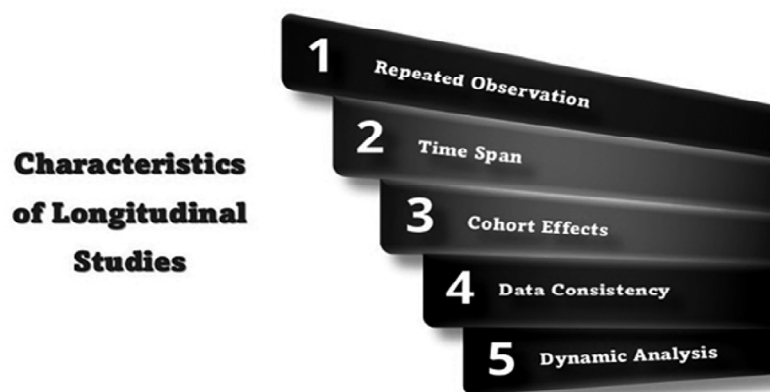 Characteristics
of Longitudinal
Studies
1 Repeated Observation
2 Time Span
3 Cohort Effects
4 Data Consistency
5 Dynamic Analysis